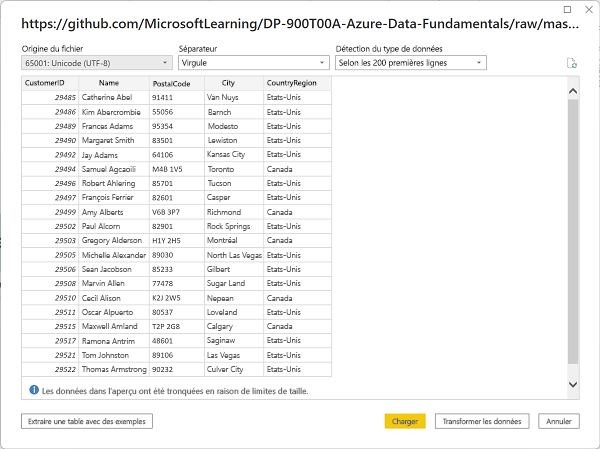 https://github.com/MicrosoftLearning/DP-900T00A-Azure-Data-Fundamentals/raw/mas...
Origine du fichier Séparateur Détection du type de données
65001: Unicode (UTF-8) Virgule Selon les 200 premières lignes
CustomerID Name PostalCode City CountryRegion
29485 Catherine Abel 91411 Van Nuys Etats-Unis
29486 Kim Abercrombie 55056 Barnch Etats-Unis
29489 Frances Adams 95354 Modesto Etats-Unis
29490 Margaret Smith 83501 Lewiston Etats-Unis
29492 Jay Adams 64106 Kansas City Etats-Unis
29494 Samuel Agcaoili M4B 1V5 Toronto Canada
29496 Robert Ahlering 85701 Tucson Etats-Unis
29497 François Ferrier 82601 Casper Etats-Unis
29499 Amy Alberts V6B 3P7 Richmond Canada
29502 Paul Alcorn 82901 Rock Springs Etats-Unis
29503 Gregory Alderson H1Y 2H5 Montréal Canada
29505 Michelle Alexander 89030 North Las Vegas Etats-Unis
29506 Sean Jacobson 85233 Gilbert Etats-Unis
29508 Marvin Allen 77478 Sugar Land Etats-Unis
29510 Cecil Alison K2J 2W5 Nepean Canada
29511 Oscar Alpuerto 80537 Loveland Etats-Unis
29515 Maxwell Amland T2P 2G8 Calgary Canada
29517 Ramona Antrim 48601 Saginaw Etats-Unis
29521 Tom Johnston 89106 Las Vegas Etats-Unis
29522 Thomas Armstrong 90232 Culver City Etats-Unis
Les données dans l'aperçu ont été tronquées en raison de limites de taille.
Extraire une table avec des exemples Charger Transformer les données Annuler